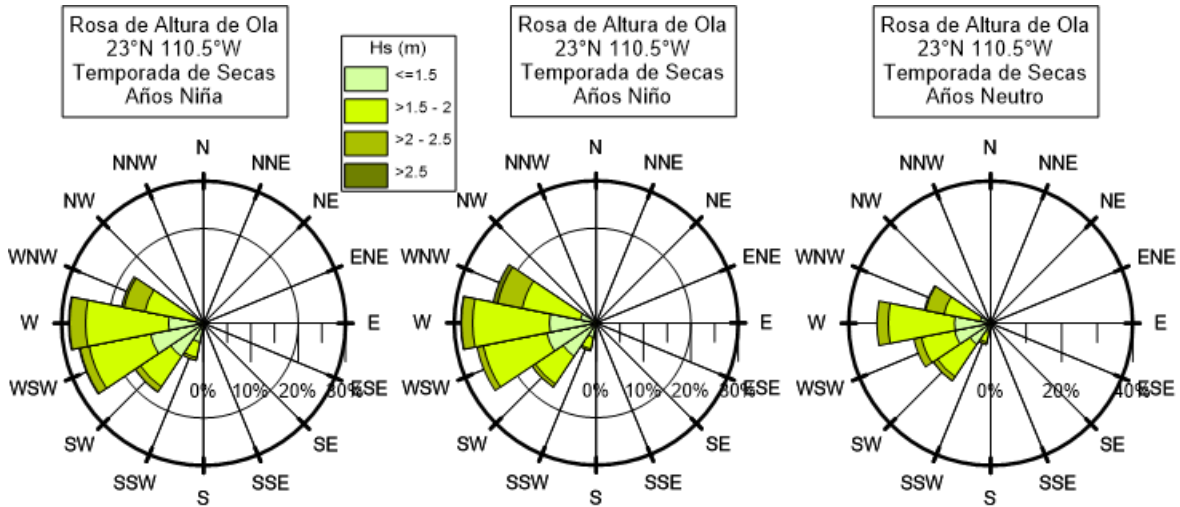 Rosa de Altura de Ola
23°N 110.5°W
Temporada de Secas
Años Niña
Hs (m)
<=1.5
>1.5 - 2
>2 - 2.5
>2.5
Rosa de Altura de Ola
23°N 110.5°W
Temporada de Secas
Años Niño
Rosa de Altura de Ola
23°N 110.5°W
Temporada de Secas
Años Neutro
N
NNE
NE
ENE
E
ESE
SE
SSE
S
SSW
SW
WSW
W
WNW
NW
NNW
0% 10% 20% 30%
N
NNE
NE
ENE
E
ESE
SE
SSE
S
SSW
SW
WSW
W
WNW
NW
NNW
0% 10% 20% 30%
N
NNE
NE
ENE
E
ESE
SE
SSE
S
SSW
SW
WSW
W
WNW
NW
NNW
0% 20% 40%